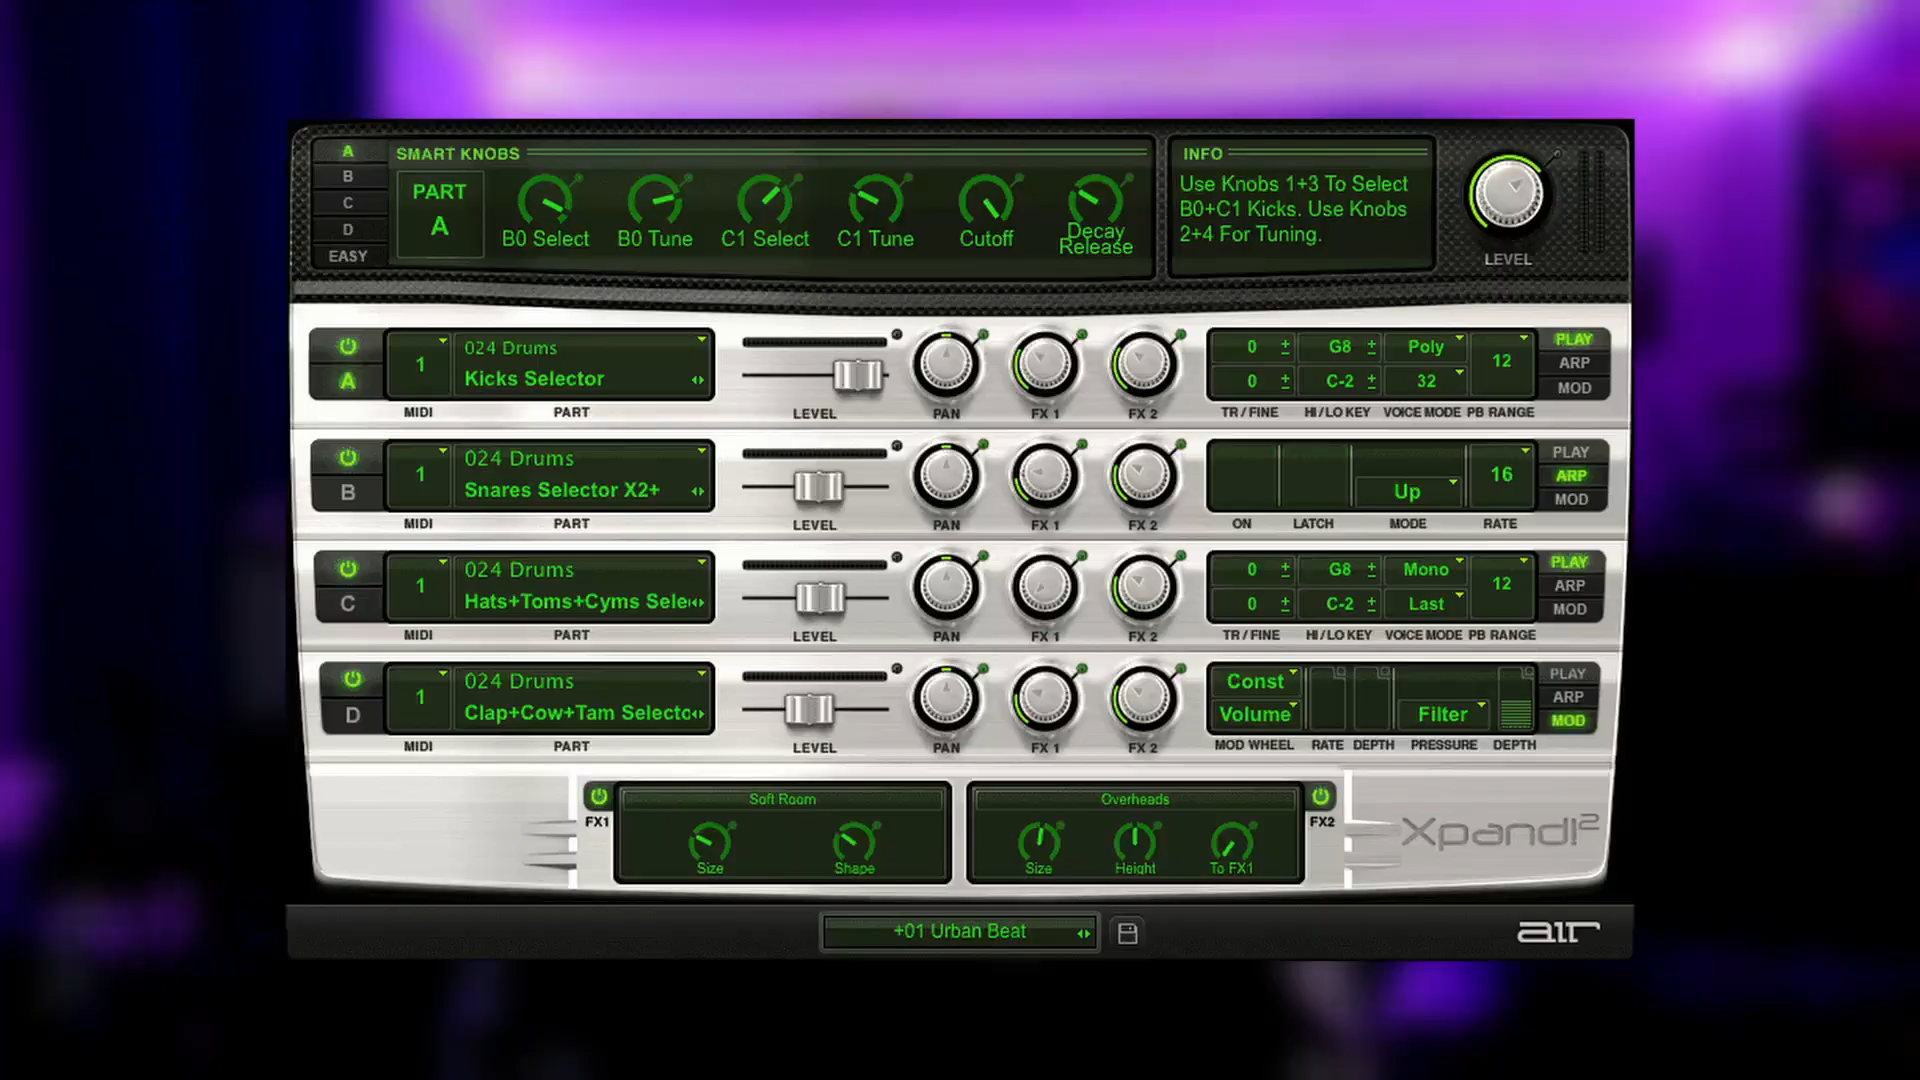 A
B
C
D
EASY
SMART KNOBS
PART
A
B0 Select
B0 Tune
C1 Select
C1 Tune
Cutoff
Decay
Release
INFO
Use Knobs 1+3 To Select
B0+C1 Kicks. Use Knobs
2+4 For Tuning.
LEVEL
A
1
024 Drums
Kicks Selector
MIDI
PART
LEVEL
PAN
FX 1
FX 2
0 ± G8 ± Poly
0 ± C-2 ± 32
12
TR / FINE
HI / LO KEY
VOICE MODE
PB RANGE
PLAY
ARP
MOD
B
1
024 Drums
Snares Selector X2+
MIDI
PART
LEVEL
PAN
FX 1
FX 2
Up
16
ON
LATCH
MODE
RATE
PLAY
ARP
MOD
C
1
024 Drums
Hats+Toms+Cyms Sele
MIDI
PART
LEVEL
PAN
FX 1
FX 2
0 ± G8 ± Mono
0 ± C-2 ± Last
12
TR / FINE
HI / LO KEY
VOICE MODE
PB RANGE
PLAY
ARP
MOD
D
1
024 Drums
Clap+Cow+Tam Selecto
MIDI
PART
LEVEL
PAN
FX 1
FX 2
Const
Volume
Filter
MOD WHEEL
RATE
DEPTH
PRESSURE
DEPTH
PLAY
ARP
MOD
FX1
Soft Room
Size
Shape
Overheads
Size
Height
To FX1
FX2
Xpand!2
+01 Urban Beat
air